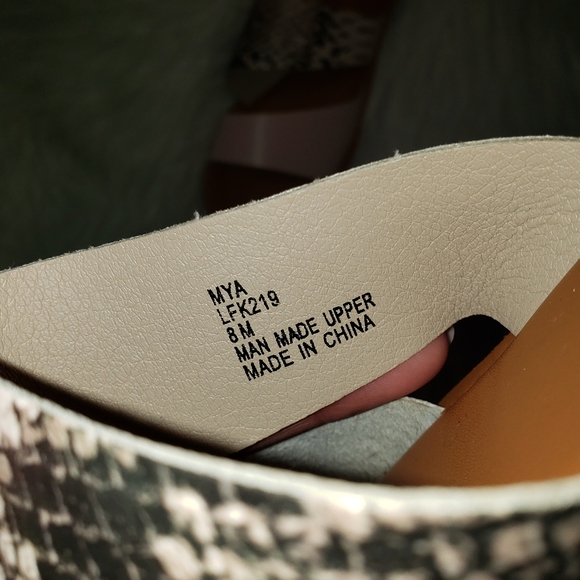 MYA
LFK219
8 M
MAN MADE UPPER
MADE IN CHINA